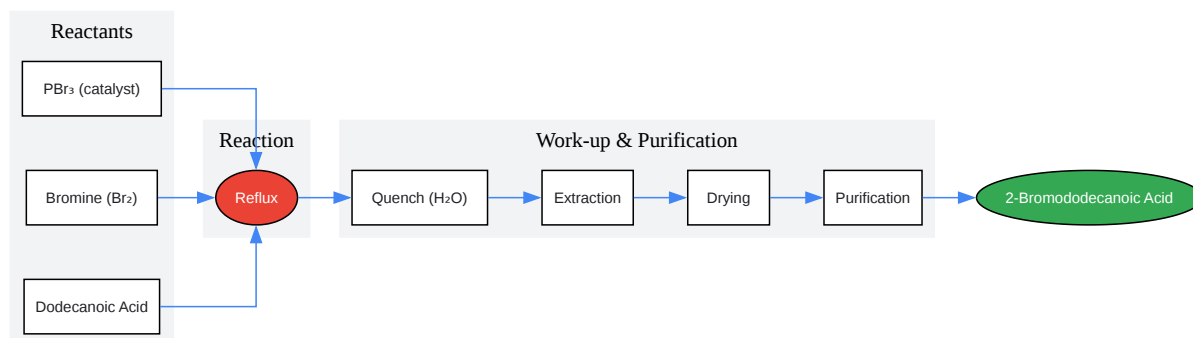 Reactants
PBr₃ (catalyst)
Bromine (Br₂)
Dodecanoic Acid
Reaction
Reflux
Work-up & Purification
Quench (H₂O)
Extraction
Drying
Purification
2-Bromododecanoic Acid